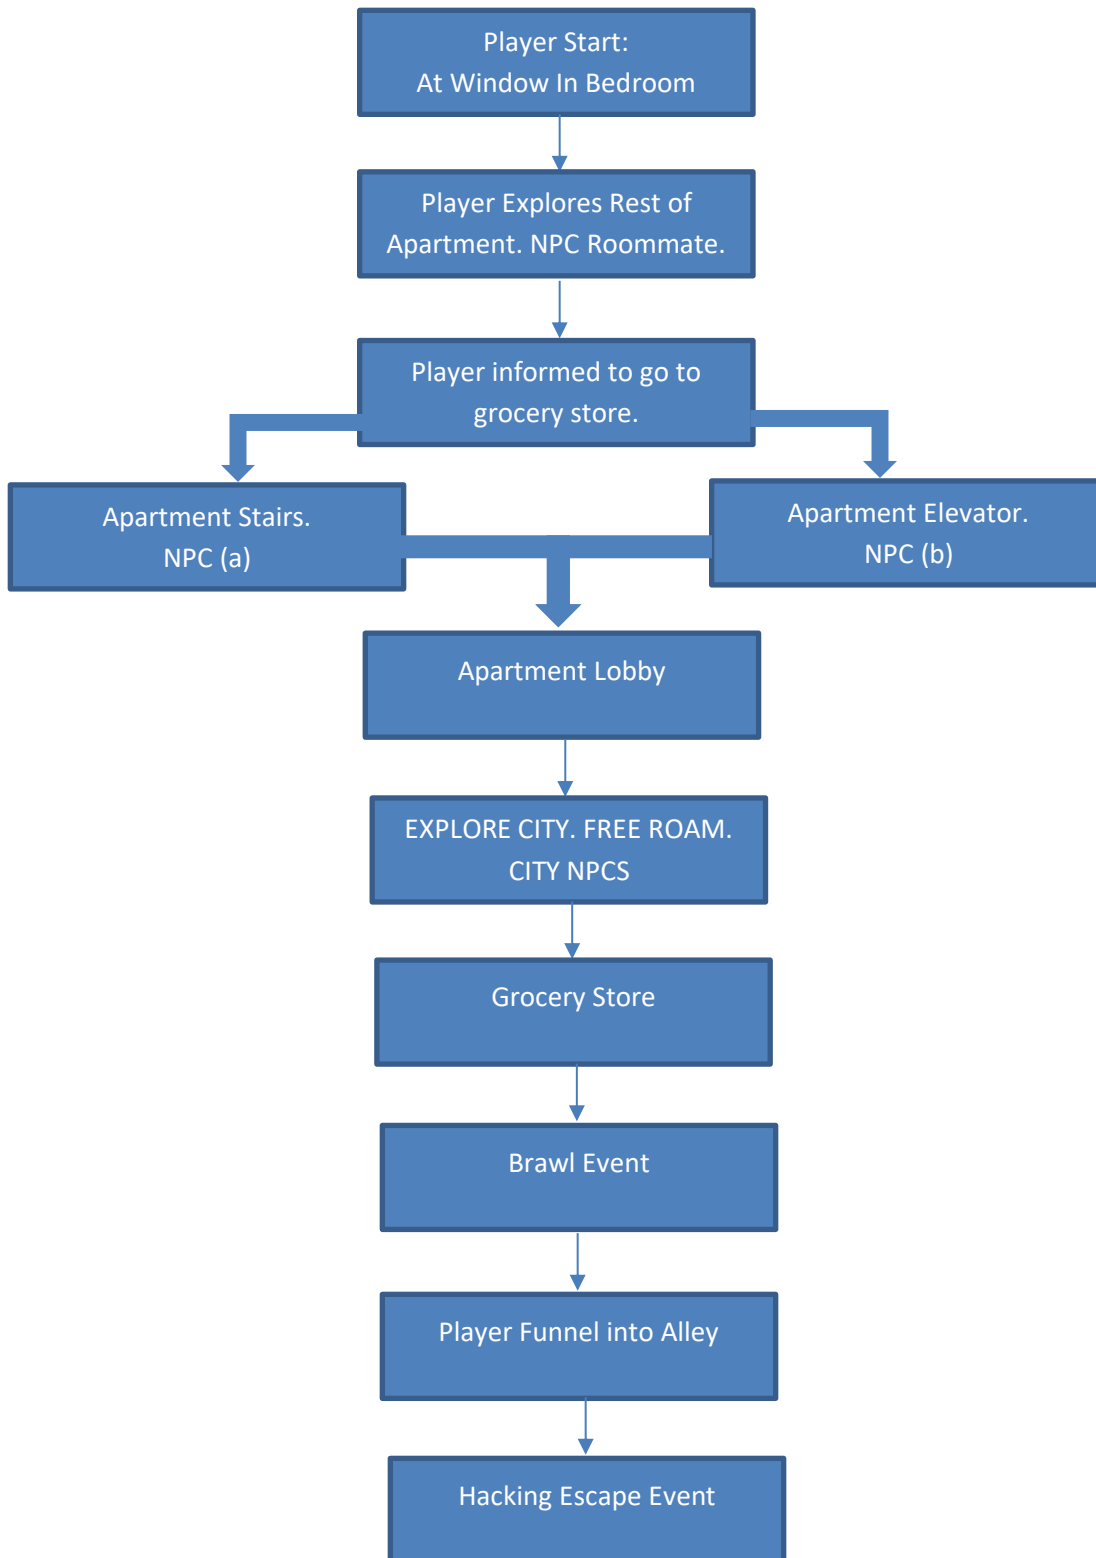 Player Start:
At Window In Bedroom
Player Explores Rest of
Apartment. NPC Roommate.
Player informed to go to
grocery store.
Apartment Stairs.
NPC (a)
Apartment Elevator.
NPC (b)
Apartment Lobby
EXPLORE CITY. FREE ROAM.
CITY NPCS
Grocery Store
Brawl Event
Player Funnel into Alley
Hacking Escape Event